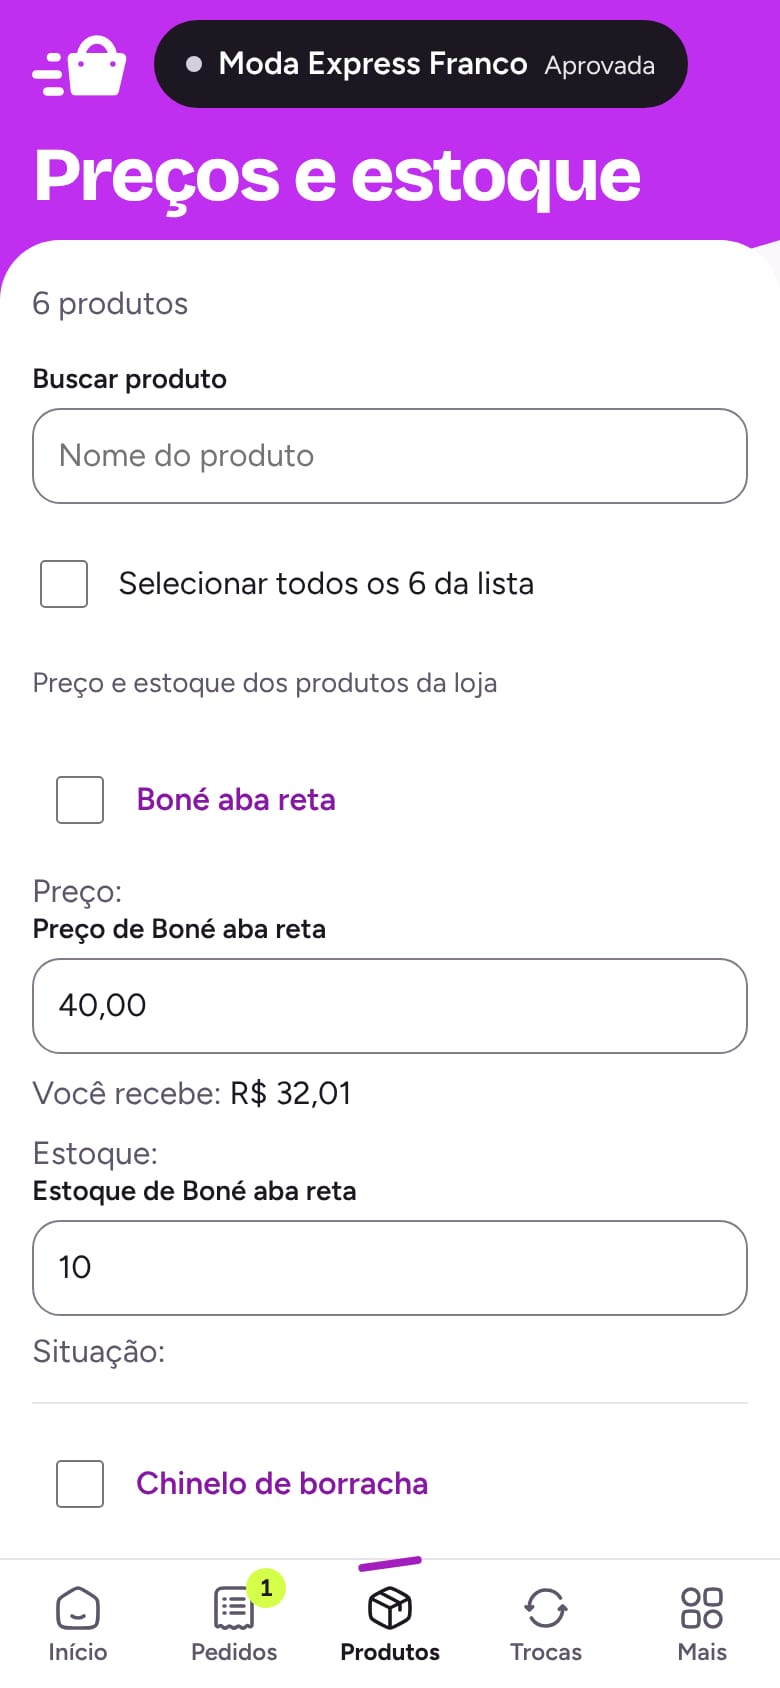 Moda Express Franco Aprovada
Preços e estoque
6 produtos
Buscar produto
Nome do produto
Selecionar todos os 6 da lista
Preço e estoque dos produtos da loja
Boné aba reta
Preço:
Preço de Boné aba reta
40,00
Você recebe: R$ 32,01
Estoque:
Estoque de Boné aba reta
10
Situação:
Chinelo de borracha
1
Início Pedidos Produtos Trocas Mais